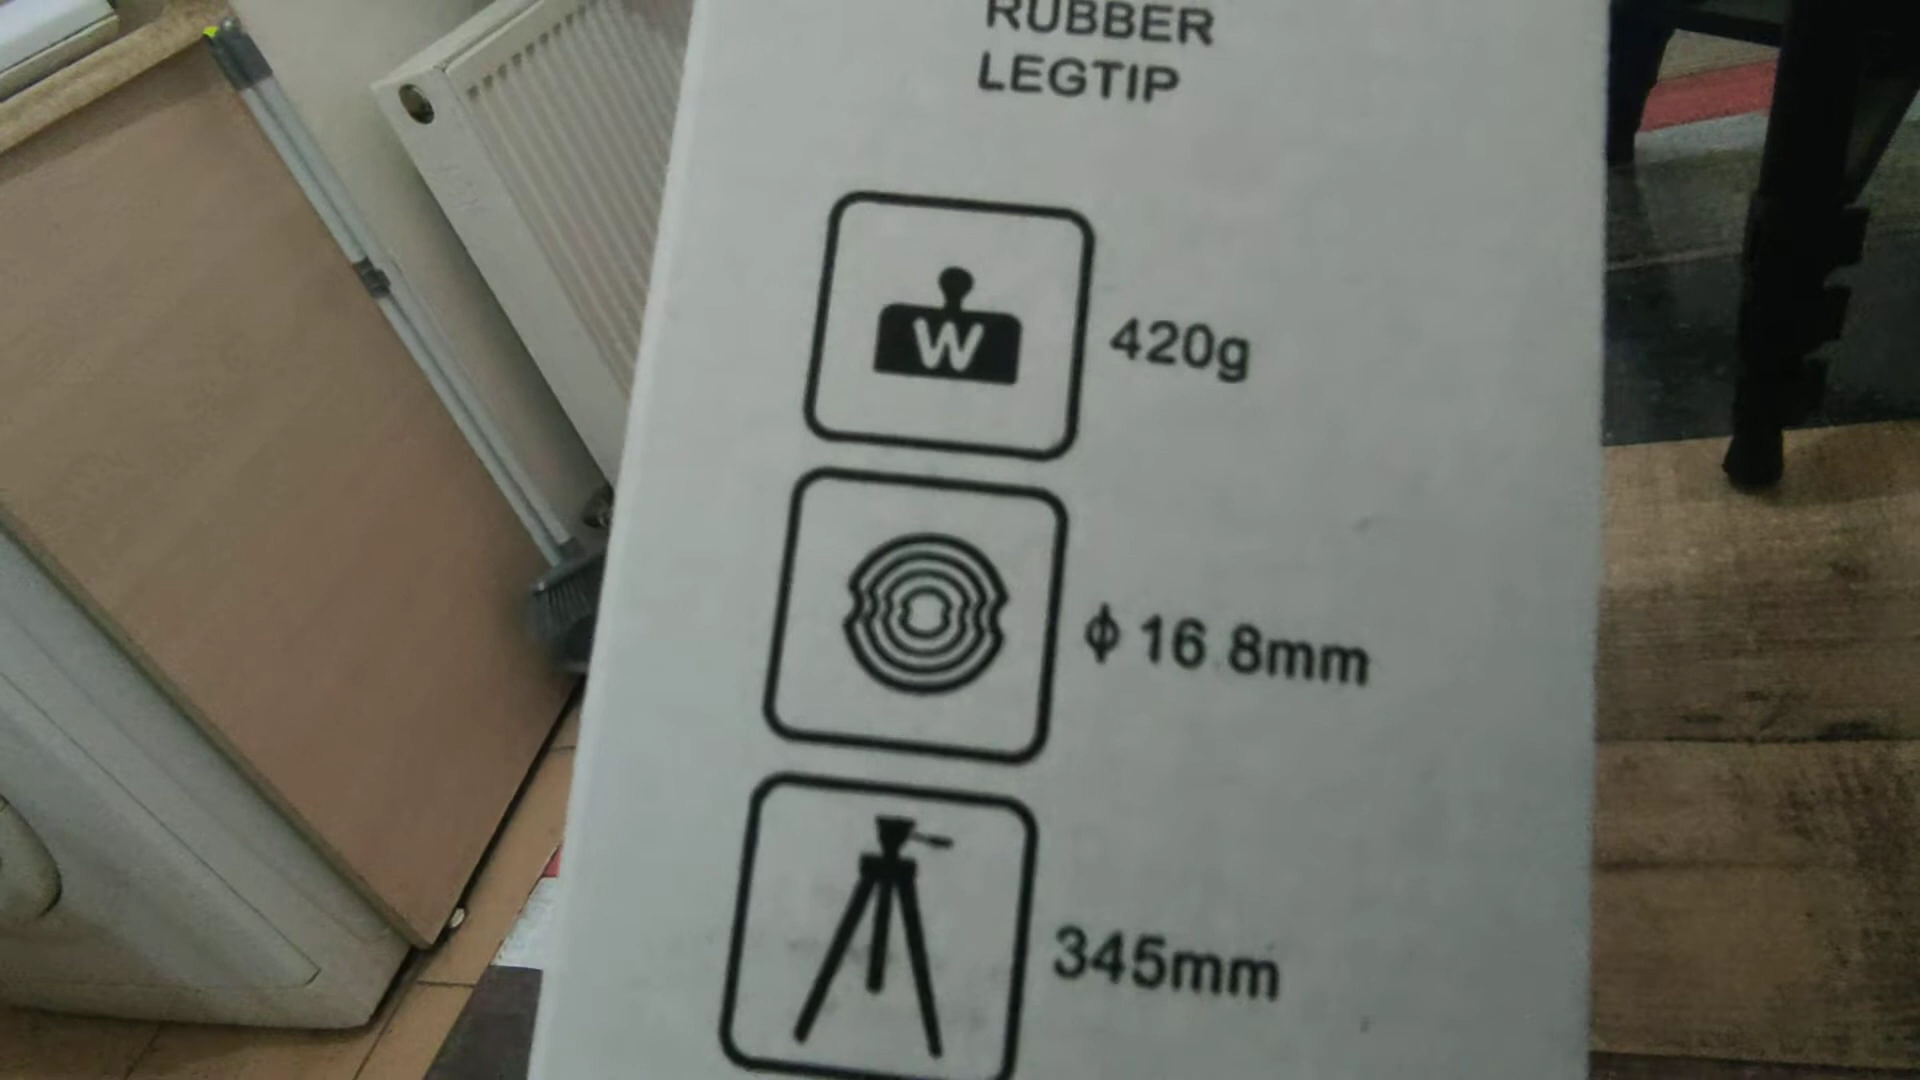 RUBBER
LEGTIP
W
420g
ϕ 16.8mm
345mm